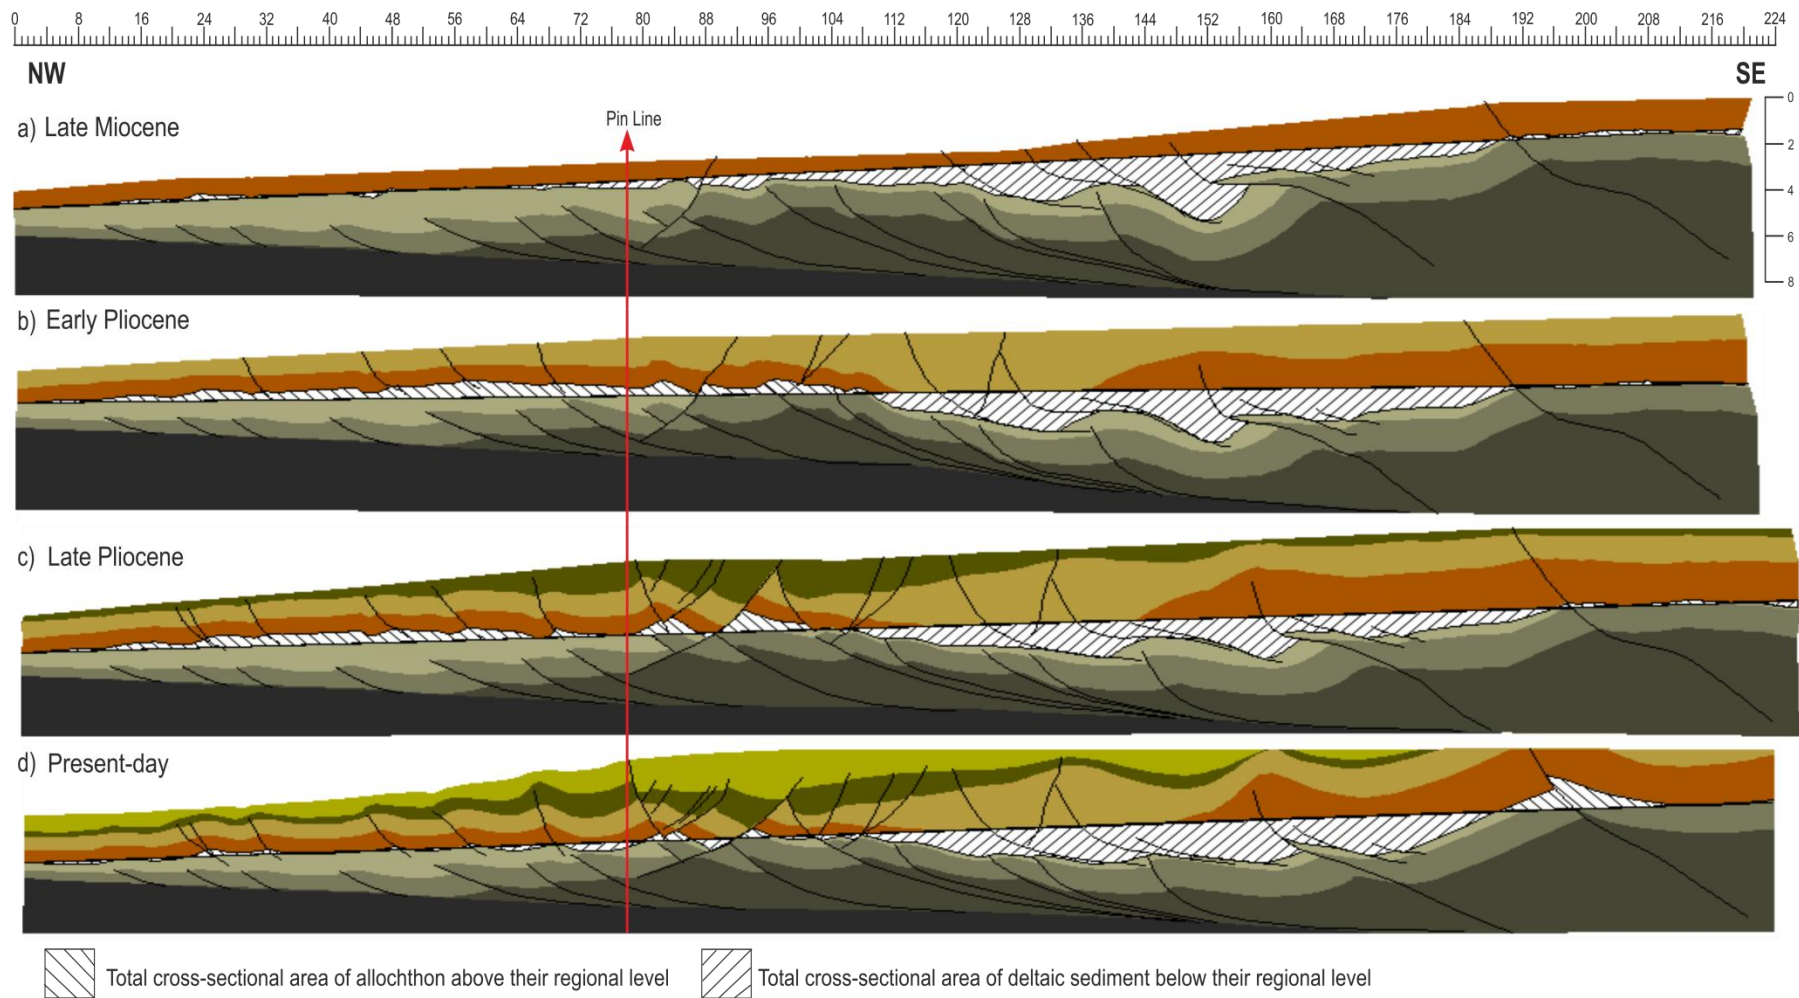 0 8 16 24 32 40 48 56 64 72 80 88 96 104 112 120 128 136 144 152 160 168 176 184 192 200 208 216 224
NW SE
a) Late Miocene
Pin Line
0
2
4
6
8
b) Early Pliocene
c) Late Pliocene
d) Present-day
Total cross-sectional area of allochthon above their regional level
Total cross-sectional area of deltaic sediment below their regional level